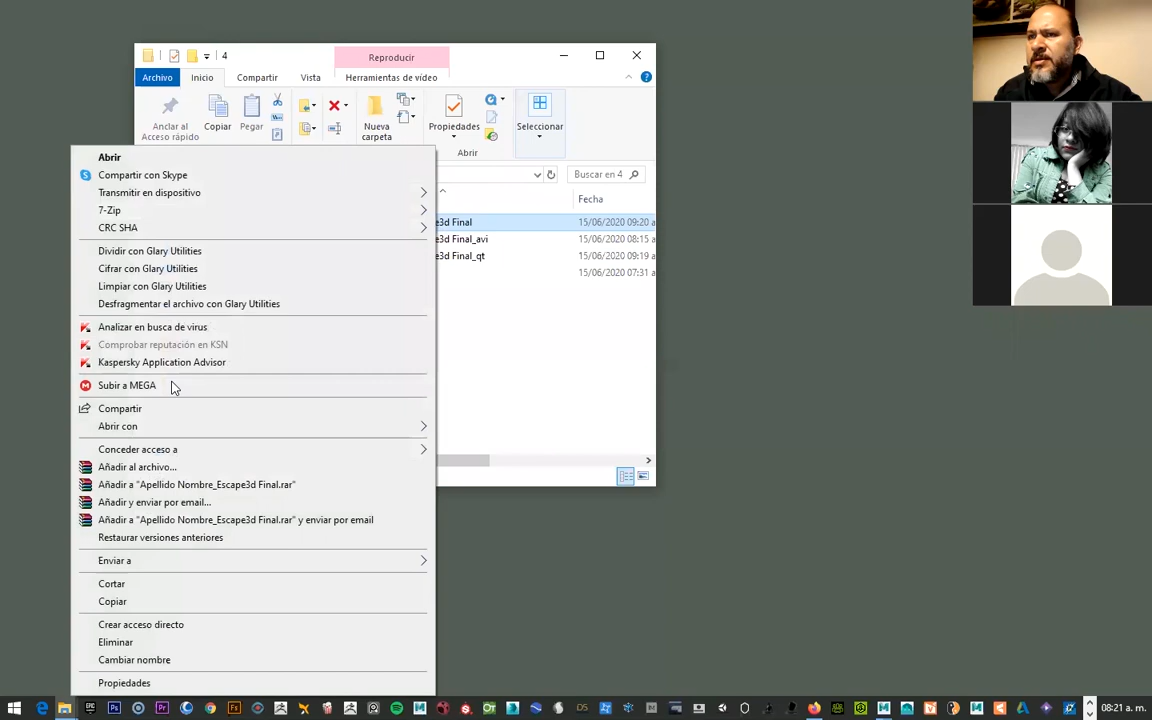 4
Reproducir
Archivo
Inicio
Compartir
Vista
Herramientas de vídeo
Anclar al
Acceso rápido
Copiar
Pegar
Nueva
carpeta
Propiedades
Seleccionar
Abrir
Buscar en 4
Fecha
e3d Final
15/06/2020 09:20 a
e3d Final_avi
15/06/2020 08:15 a
e3d Final_qt
15/06/2020 09:19 a
15/06/2020 07:31 a
Abrir
Compartir con Skype
Transmitir en dispositivo
7-Zip
CRC SHA
Dividir con Glary Utilities
Cifrar con Glary Utilities
Limpiar con Glary Utilities
Desfragmentar el archivo con Glary Utilities
Analizar en busca de virus
Comprobar reputación en KSN
Kaspersky Application Advisor
Subir a MEGA
Compartir
Abrir con
Conceder acceso a
Añadir al archivo...
Añadir a "Apellido Nombre_Escape3d Final.rar"
Añadir y enviar por email...
Añadir a "Apellido Nombre_Escape3d Final.rar" y enviar por email
Restaurar versiones anteriores
Enviar a
Cortar
Copiar
Crear acceso directo
Eliminar
Cambiar nombre
Propiedades
08:21 a. m.